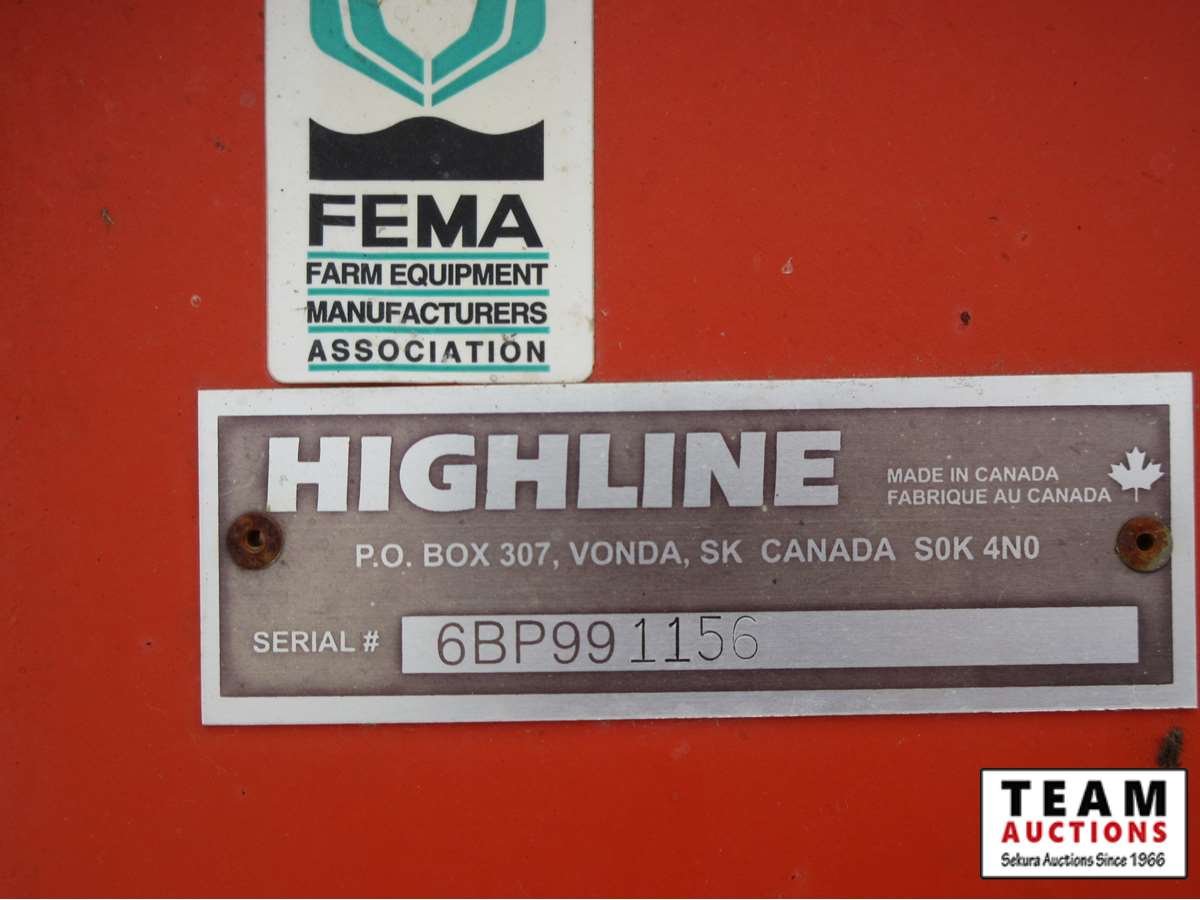 FEMA
FARM EQUIPMENT
MANUFACTURERS
ASSOCIATION
HIGHLINE
MADE IN CANADA
FABRIQUE AU CANADA
P.O. BOX 307, VONDA, SK CANADA S0K 4N0
SERIAL # 6BP991156
TEAM
AUCTIONS
Sekura Auctions Since 1966